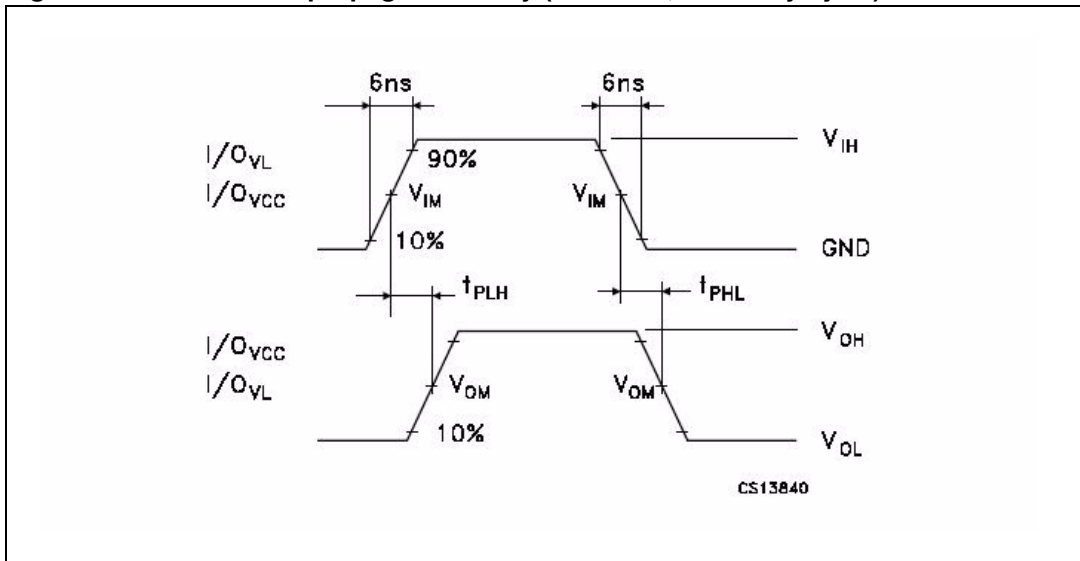 6ns 6ns
I/O_VL 90% V_IH
I/O_VCC V_IM V_IM
10% GND
t_PLH t_PHL
I/O_VCC V_OH
I/O_VL V_OM V_OM
10% V_OL
CS13840